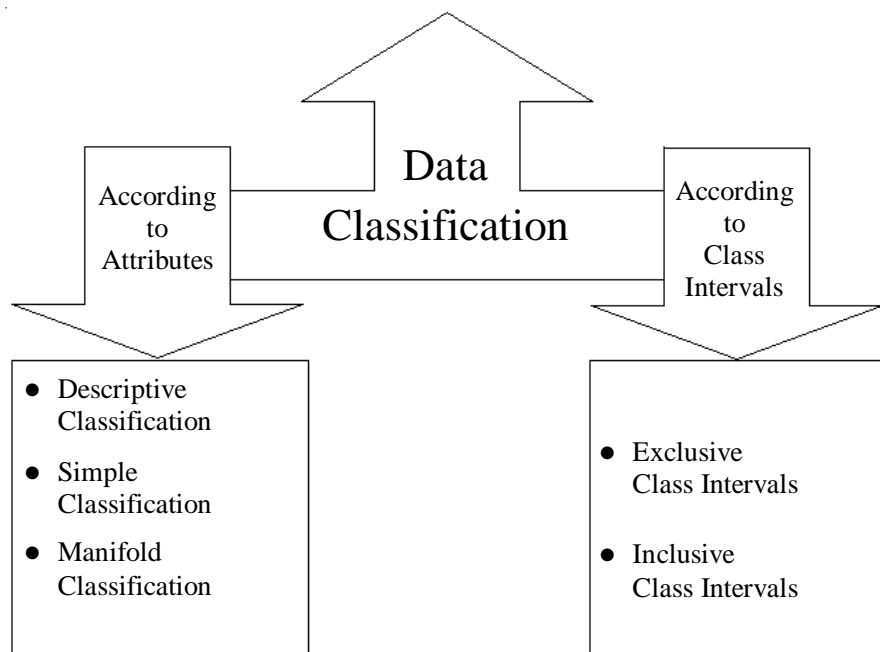 Data
Classification
According
to
Attributes
According
to
Class
Intervals
● Descriptive
Classification
● Simple
Classification
● Manifold
Classification
● Exclusive
Class Intervals
● Inclusive
Class Intervals